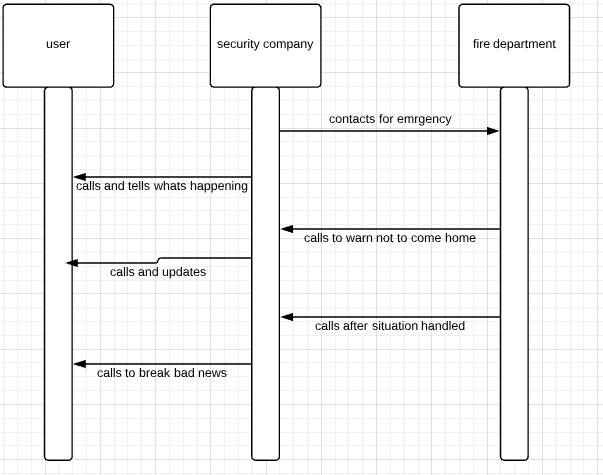 user
security company
fire department
contacts for emrgency
calls and tells whats happening
calls to warn not to come home
calls and updates
calls after situation handled
calls to break bad news